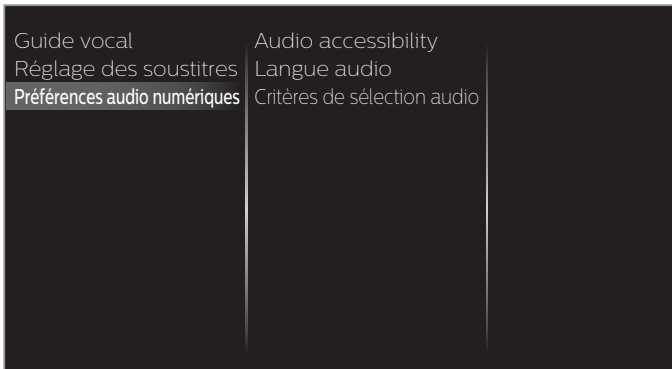 Guide vocal
Réglage des soustitres
Préférences audio numériques
Audio accessibility
Langue audio
Critères de sélection audio